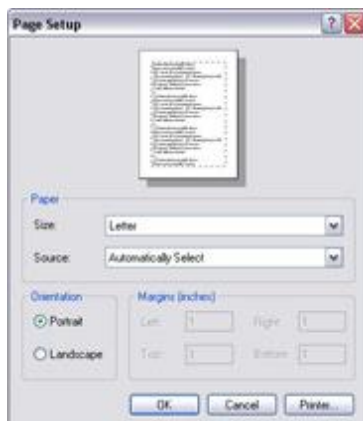 Page Setup
Paper
Size: Letter
Source: Automatically Select
Orientation
Portrait
Landscape
Margins (inches)
Left: 1 Right: 1
Top: 1 Bottom: 1
OK Cancel Printer...